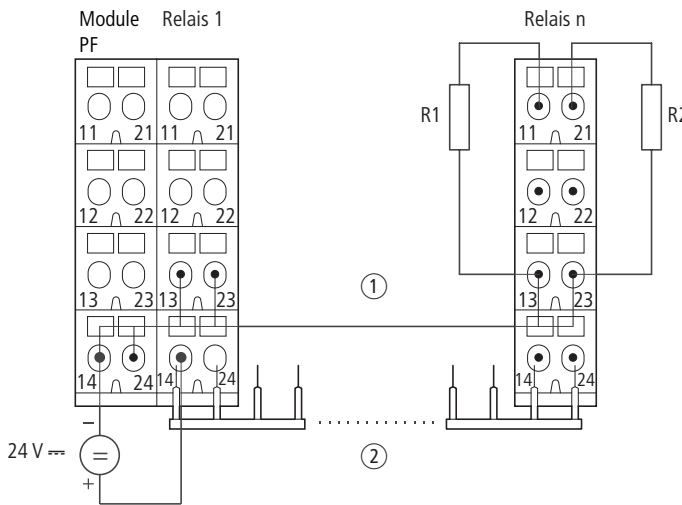 Module Relais 1 Relais n
PF
R1 R2
11 21 11 21 11 21
12 22 12 22 12 22
13 23 13 23 13 23
1
14 24 14 24 14 24
24 V
−
=
+
2